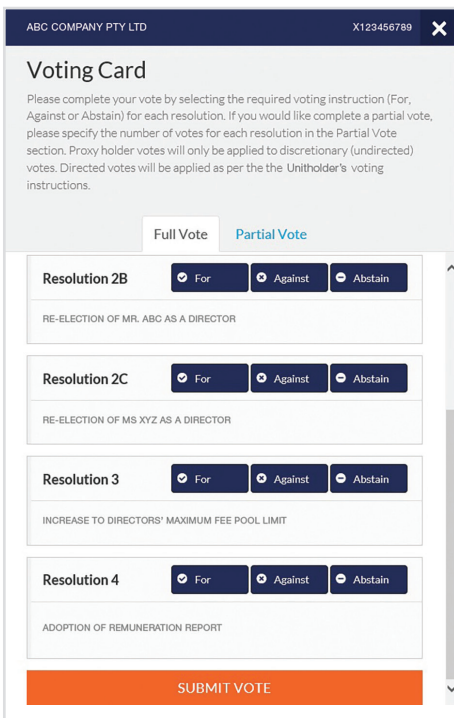 ABC COMPANY PTY LTD X123456789
Voting Card
Please complete your vote by selecting the required voting instruction (For,
Against or Abstain) for each resolution. If you would like complete a partial vote,
please specify the number of votes for each resolution in the Partial Vote
section. Proxy holder votes will only be applied to discretionary (undirected)
votes. Directed votes will be applied as per the the Unitholder's voting
instructions.
Full Vote Partial Vote
Resolution 2B For Against Abstain
RE-ELECTION OF MR. ABC AS A DIRECTOR
Resolution 2C For Against Abstain
RE-ELECTION OF MS XYZ AS A DIRECTOR
Resolution 3 For Against Abstain
INCREASE TO DIRECTORS' MAXIMUM FEE POOL LIMIT
Resolution 4 For Against Abstain
ADOPTION OF REMUNERATION REPORT
SUBMIT VOTE